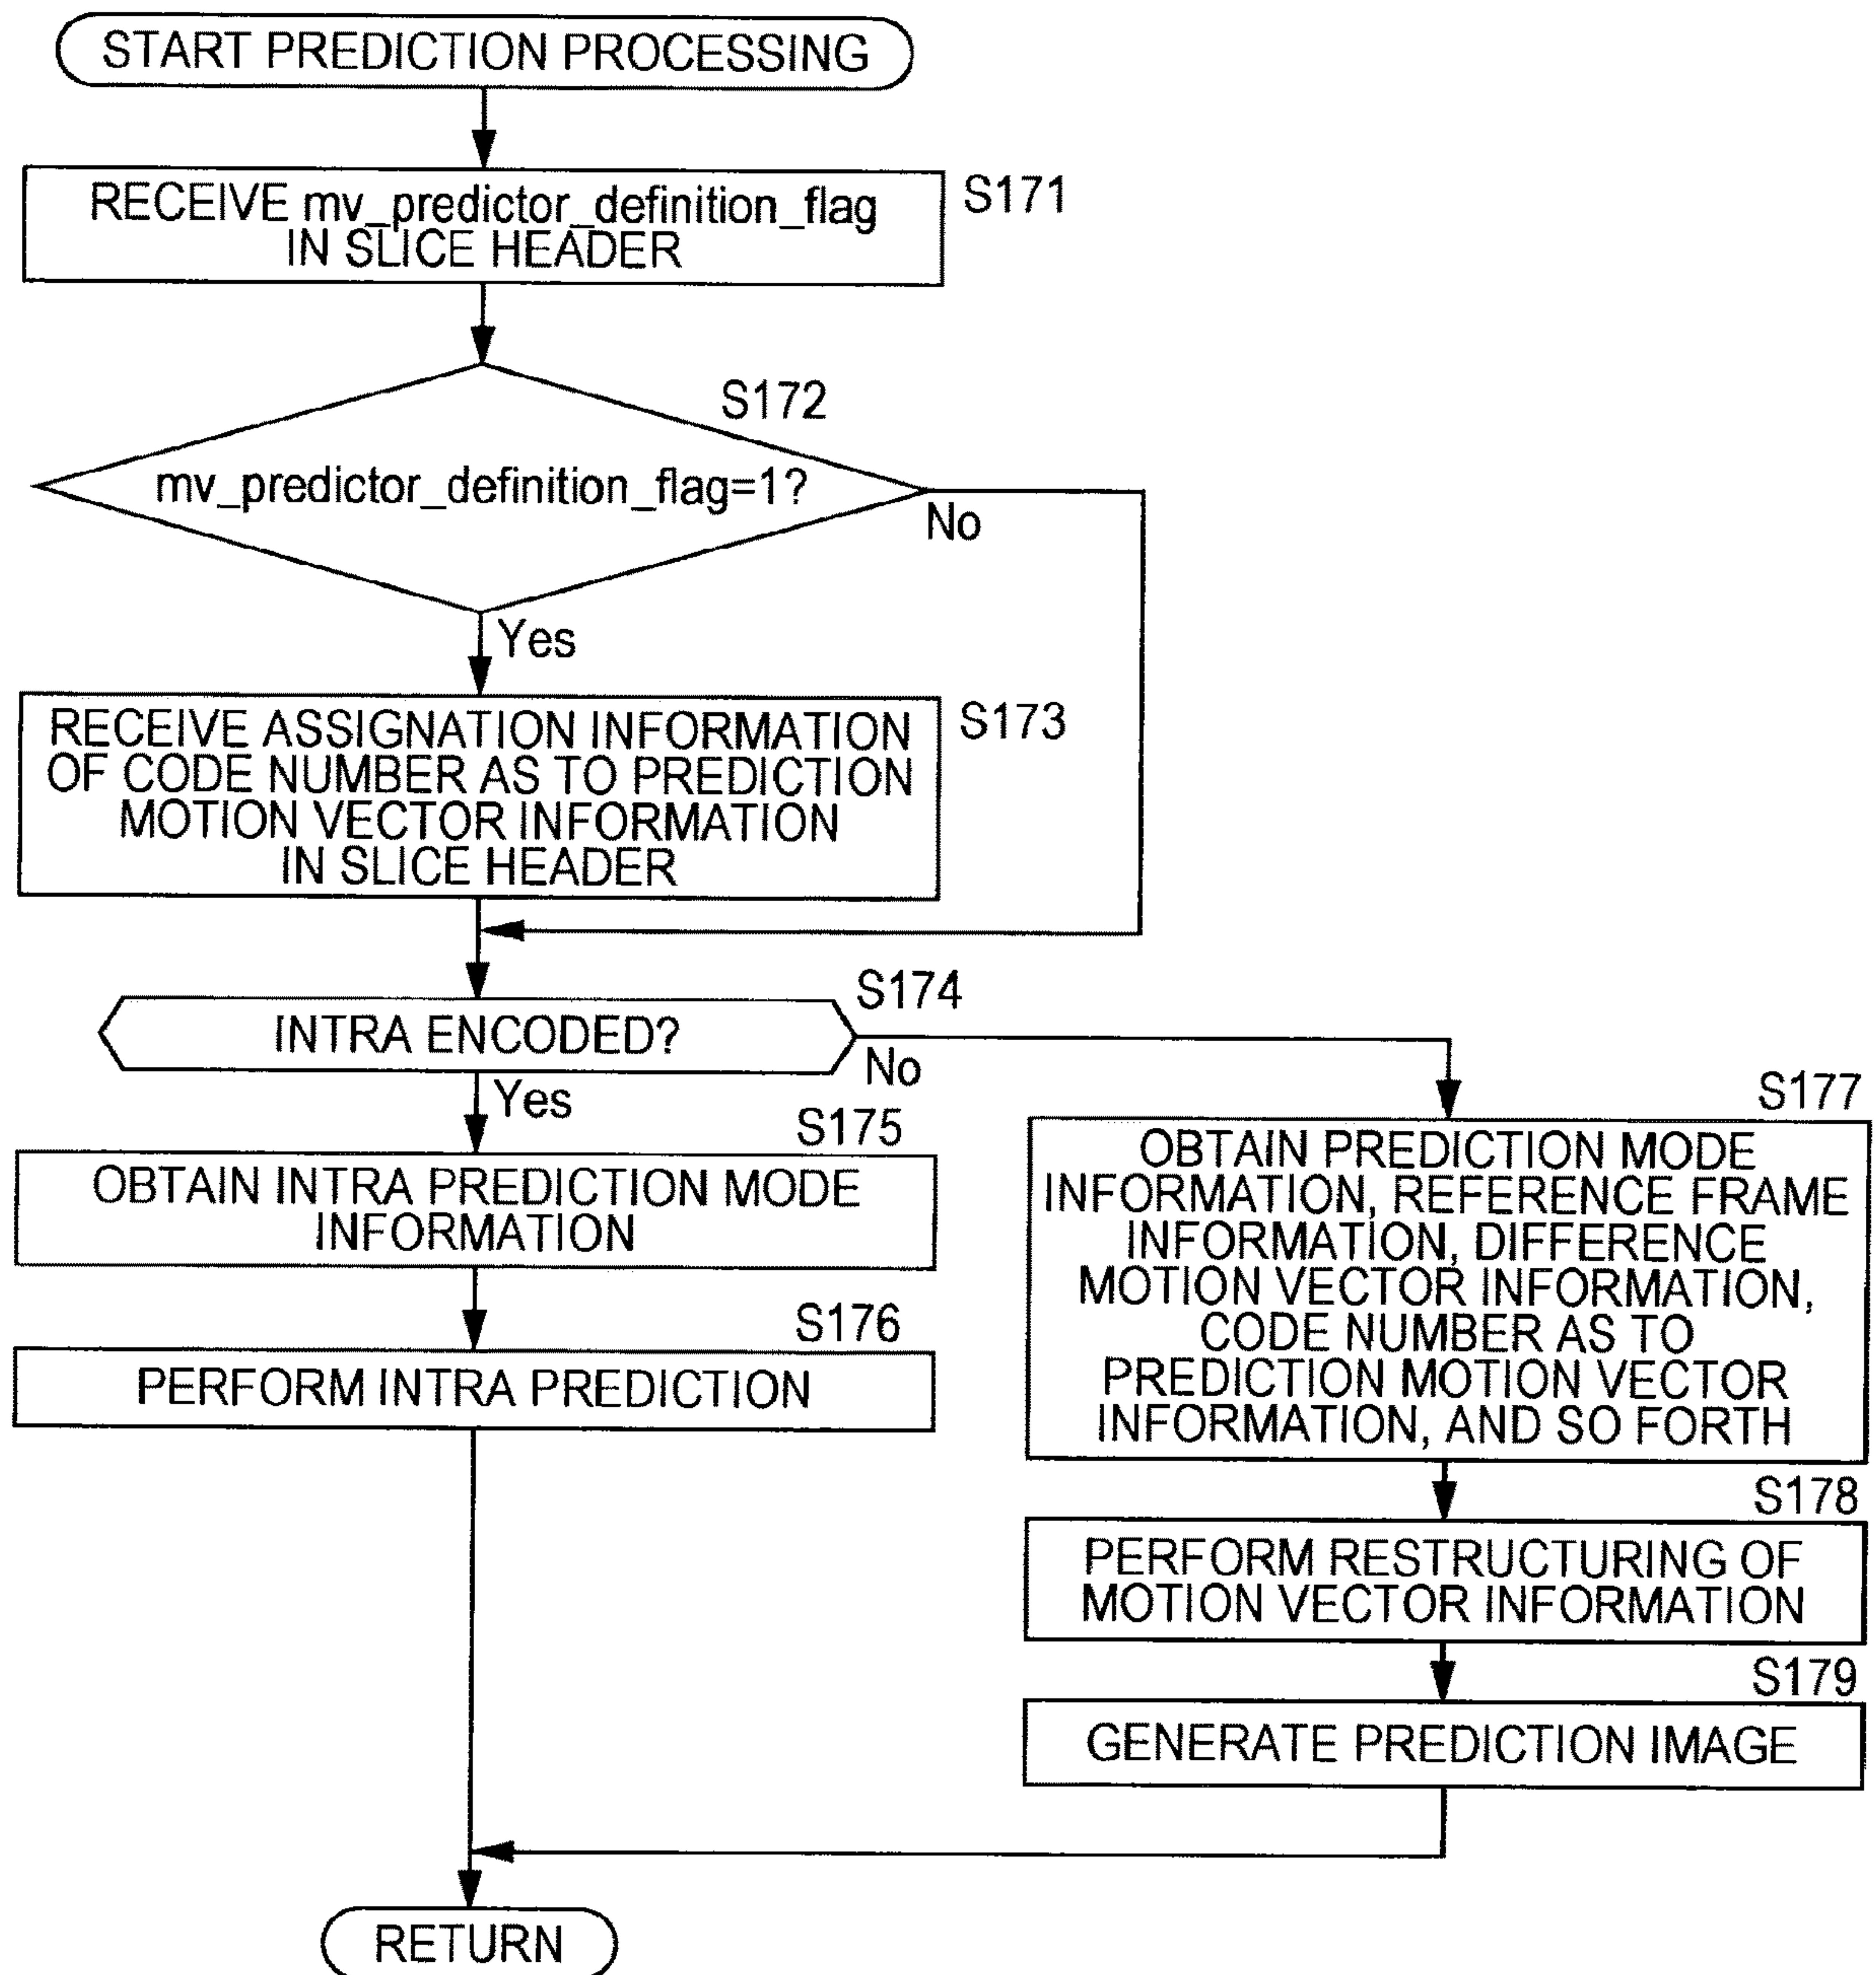 START PREDICTION PROCESSING
RECEIVE mv_predictor_definition_flag
IN SLICE HEADER
S171
S172
mv_predictor_definition_flag=1?
No
Yes
RECEIVE ASSIGNATION INFORMATION
OF CODE NUMBER AS TO PREDICTION
MOTION VECTOR INFORMATION
IN SLICE HEADER
S173
S174
INTRA ENCODED?
No
Yes
S175
OBTAIN INTRA PREDICTION MODE
INFORMATION
S176
PERFORM INTRA PREDICTION
S177
OBTAIN PREDICTION MODE
INFORMATION, REFERENCE FRAME
INFORMATION, DIFFERENCE
MOTION VECTOR INFORMATION,
CODE NUMBER AS TO
PREDICTION MOTION VECTOR
INFORMATION, AND SO FORTH
S178
PERFORM RESTRUCTURING OF
MOTION VECTOR INFORMATION
S179
GENERATE PREDICTION IMAGE
RETURN